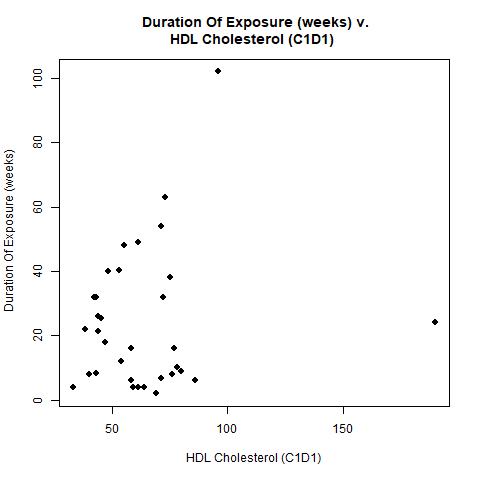 Duration Of Exposure (weeks) v.
HDL Cholesterol (C1D1)
Duration Of Exposure (weeks)
100
80
60
40
20
0
50
100
150
HDL Cholesterol (C1D1)